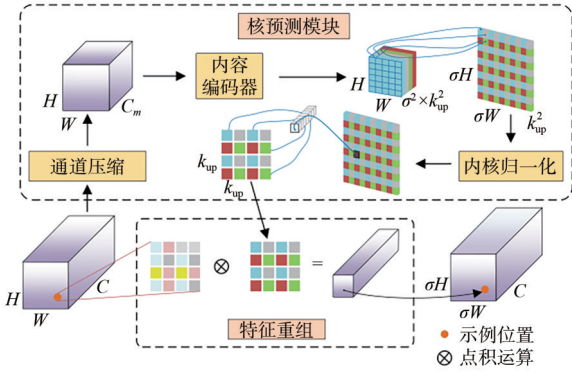 核预测模块
H
W
C_m
内容
编码器
H
W
σ²×k²_up
σH
σW
k²_up
通道压缩
k_up
k_up
内核归一化
H
W
C
⊗
=
σH
σW
C
特征重组
示例位置
⊗ 点积运算